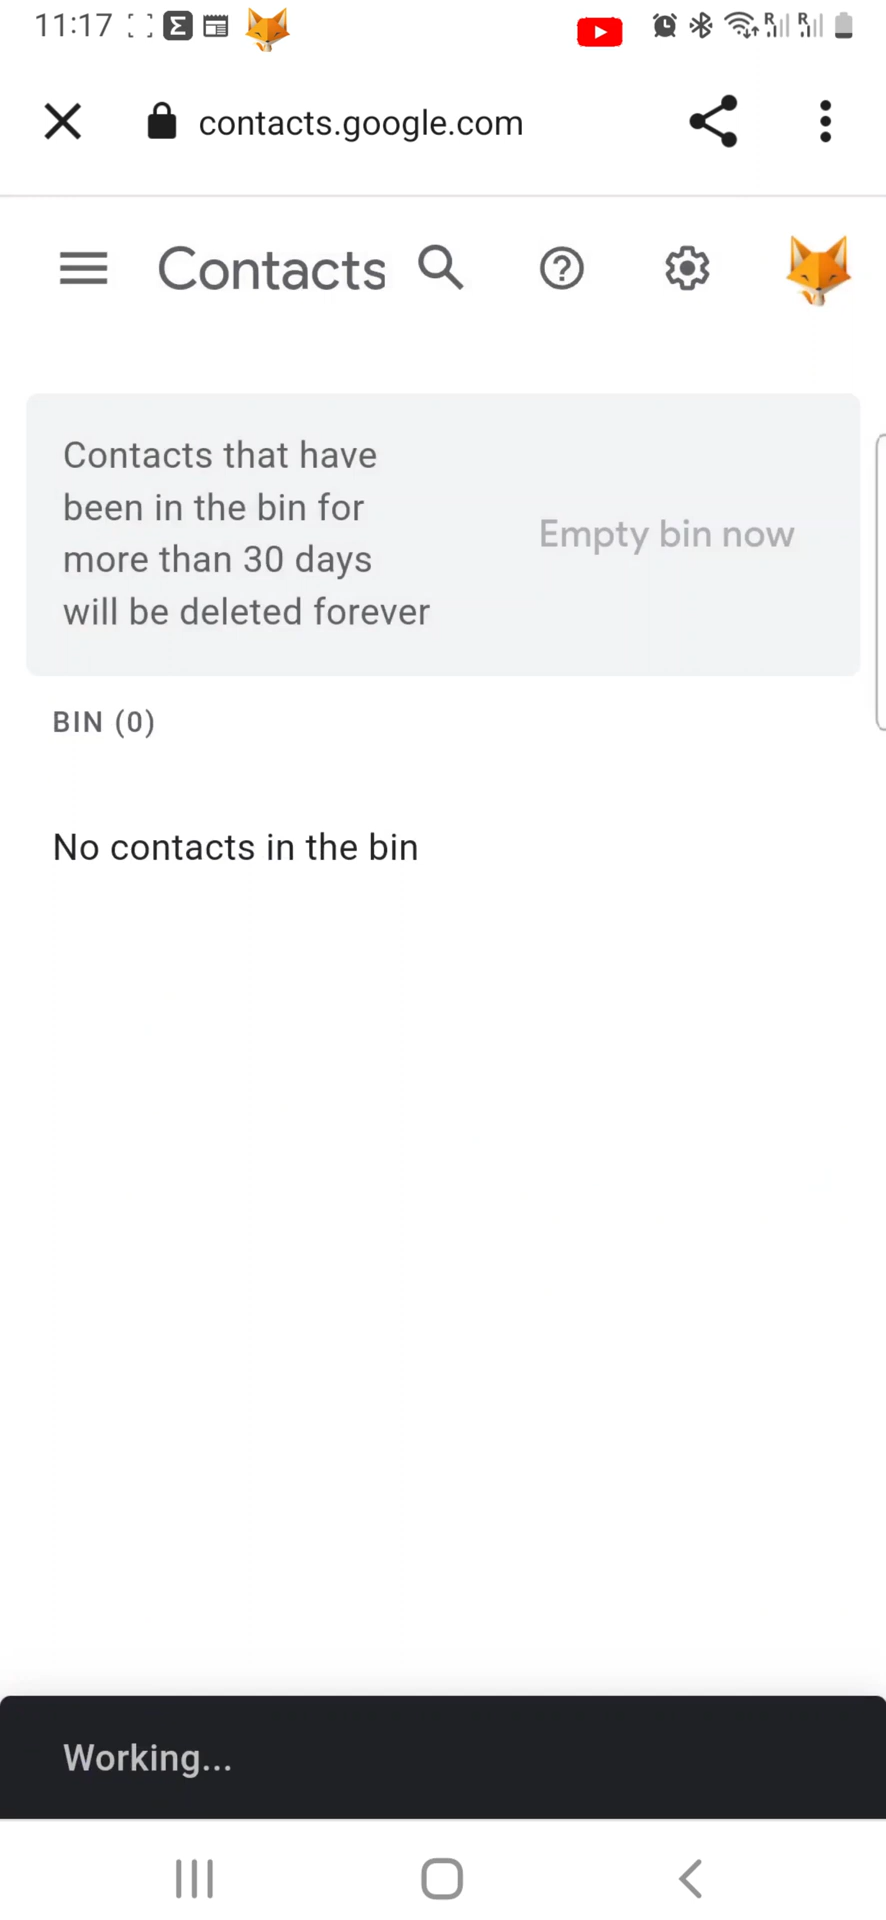 11:17
contacts.google.com
Contacts
Contacts that have
been in the bin for
more than 30 days
will be deleted forever
Empty bin now
BIN (0)
No contacts in the bin
Working...